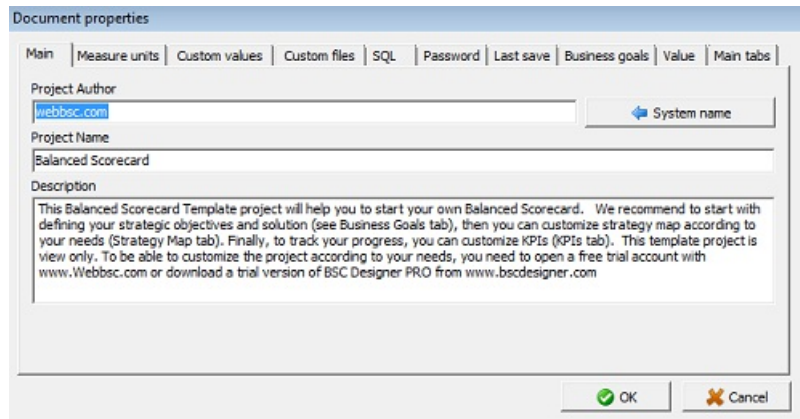 Document properties
Main Measure units Custom values Custom files SQL Password Last save Business goals Value Main tabs
Project Author
webbsc.com System name
Project Name
Balanced Scorecard
Description
This Balanced Scorecard Template project will help you to start your own Balanced Scorecard. We recommend to start with
defining your strategic objectives and solution (see Business Goals tab), then you can customize strategy map according to
your needs (Strategy Map tab). Finally, to track your progress, you can customize KPIs (KPIs tab). This template project is
view only. To be able to customize the project according to your needs, you need to open a free trial account with
www.Webbsc.com or download a trial version of BSC Designer PRO from www.bscdesigner.com
OK Cancel